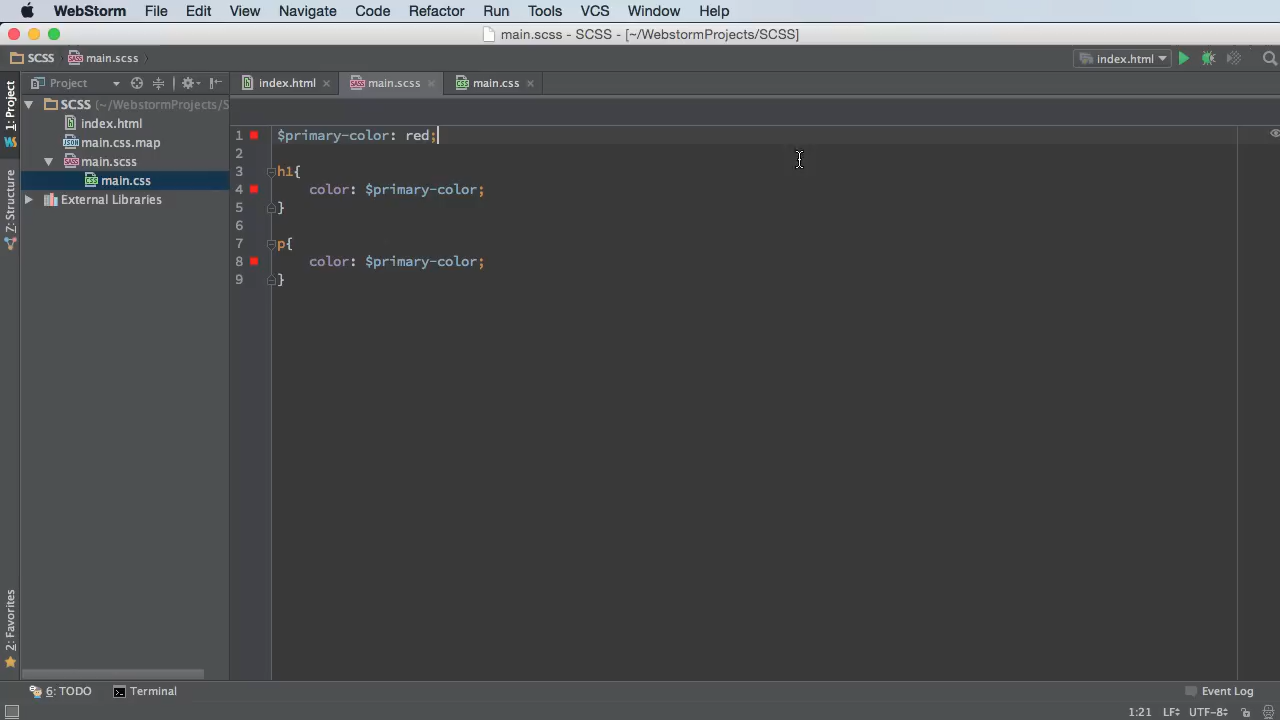 WebStorm File Edit View Navigate Code Refactor Run Tools VCS Window Help
main.scss - SCSS - [~/WebstormProjects/SCSS]
SCSS main.scss index.html
Project index.html main.scss main.css
1: Project
SCSS (~/WebstormProjects/S
index.html
main.css.map
main.scss
main.css
External Libraries
Z: Structure
2: Favorites
1 $primary-color: red;
2
3 h1{
4 color: $primary-color;
5 }
6
7 p{
8 color: $primary-color;
9 }
6: TODO Terminal Event Log
1:21 LF÷ UTF-8÷